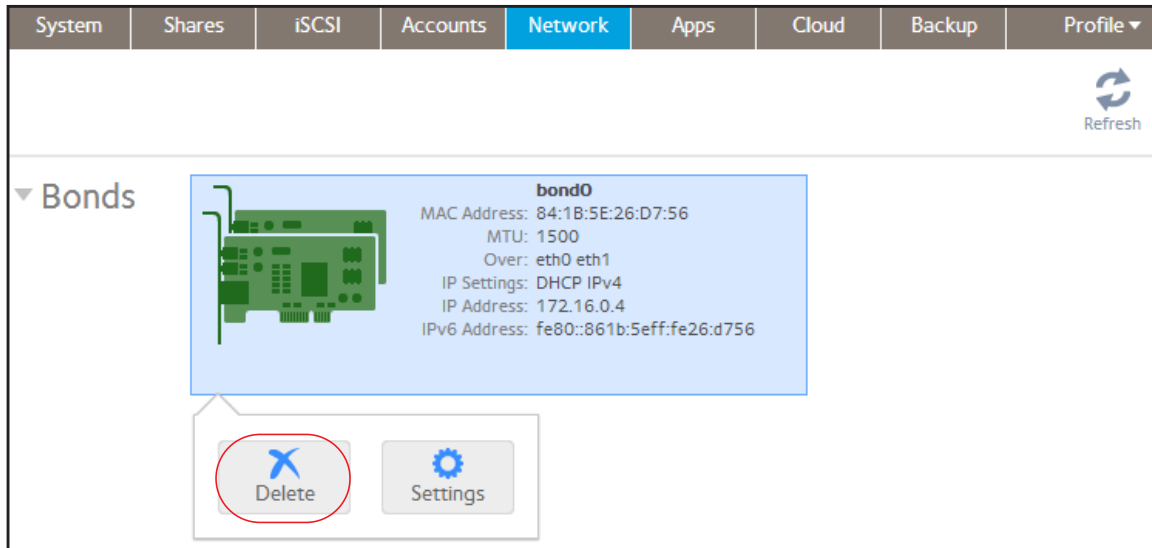 System Shares iSCSI Accounts Network Apps Cloud Backup Profile
Refresh
Bonds
bond0
MAC Address: 84:1B:5E:26:D7:56
MTU: 1500
Over: eth0 eth1
IP Settings: DHCP IPv4
IP Address: 172.16.0.4
IPv6 Address: fe80::861b:5eff:fe26:d756
Delete Settings